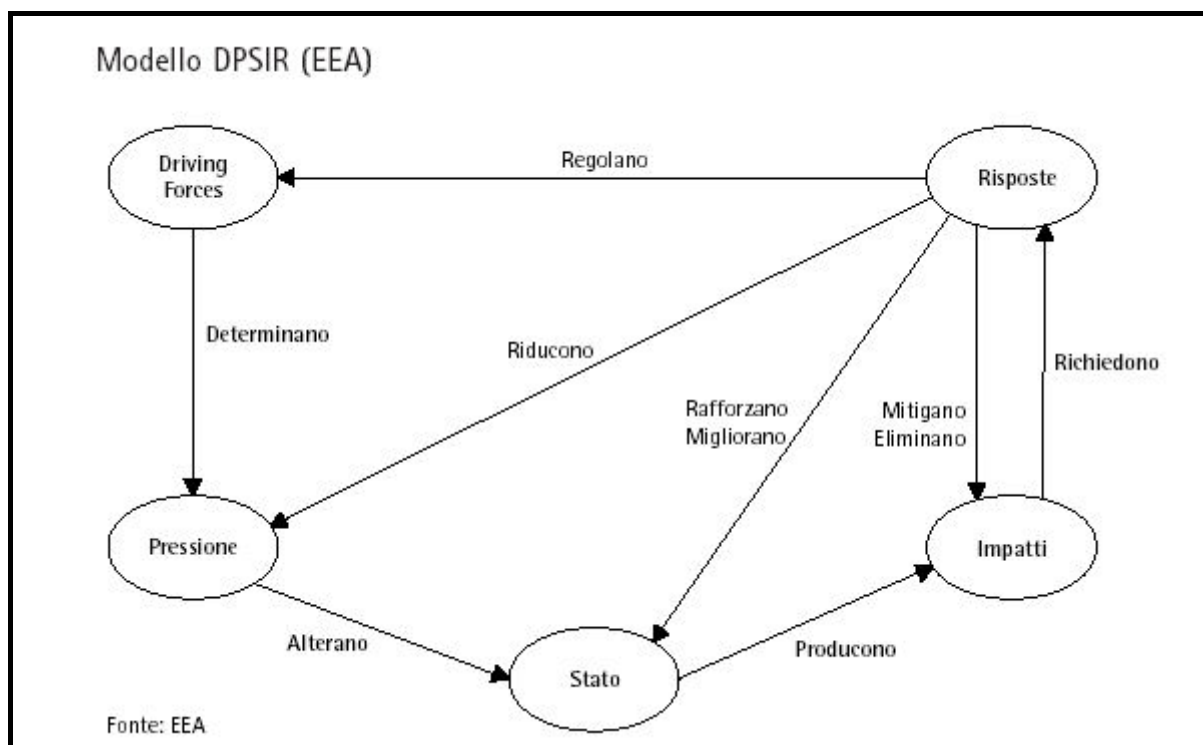 Modello DPSIR (EEA)
Driving
Forces
Regolano
Risposte
Determinano
Riducono
Rafforzano
Migliorano
Mitigano
Eliminano
Richiedono
Pressione
Impatti
Alterano
Stato
Producono
Fonte: EEA